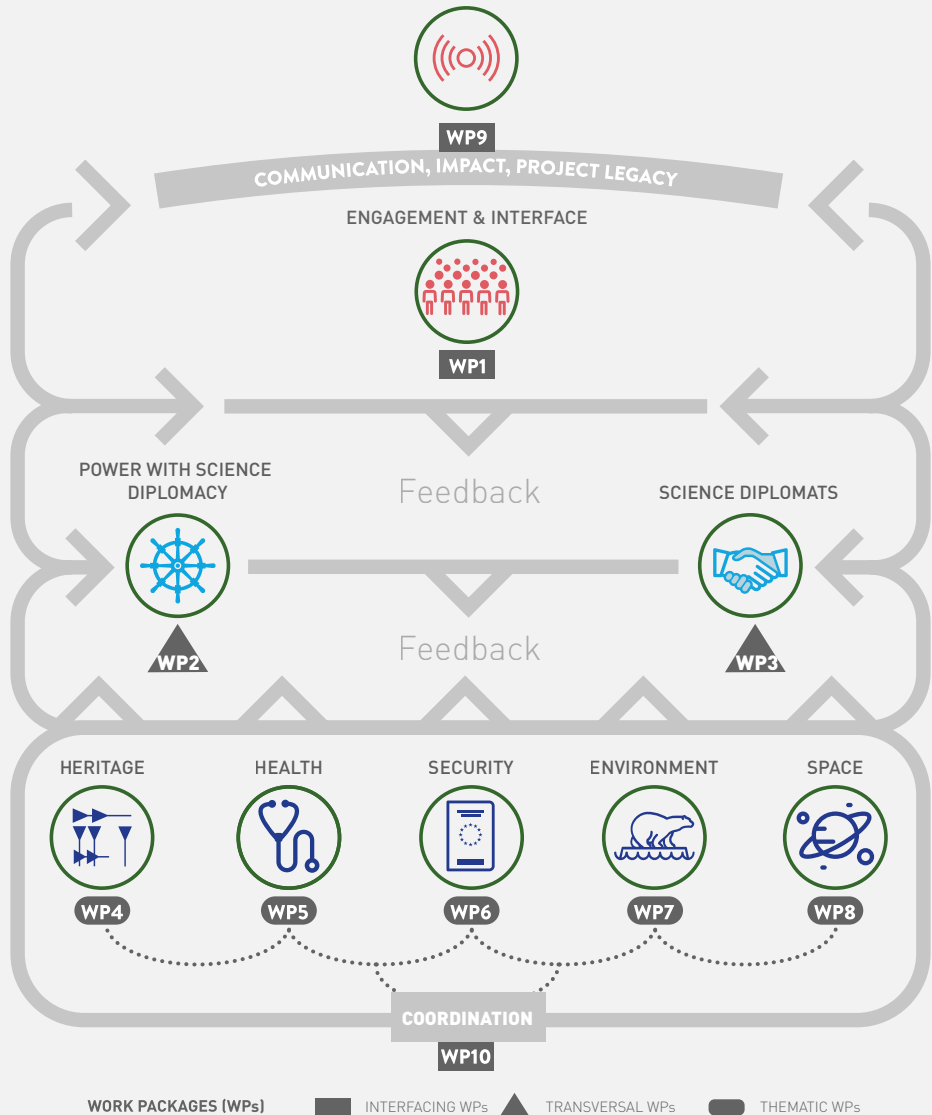 WP9
COMMUNICATION, IMPACT, PROJECT LEGACY
ENGAGEMENT & INTERFACE
WP1
POWER WITH SCIENCE
DIPLOMACY
Feedback
SCIENCE DIPLOMATS
WP2
Feedback
WP3
HERITAGE
HEALTH
SECURITY
ENVIRONMENT
SPACE
WP4
WP5
WP6
WP7
WP8
COORDINATION
WP10
WORK PACKAGES (WPs)
INTERFACING WPs
TRANSVERSAL WPs
THEMATIC WPs